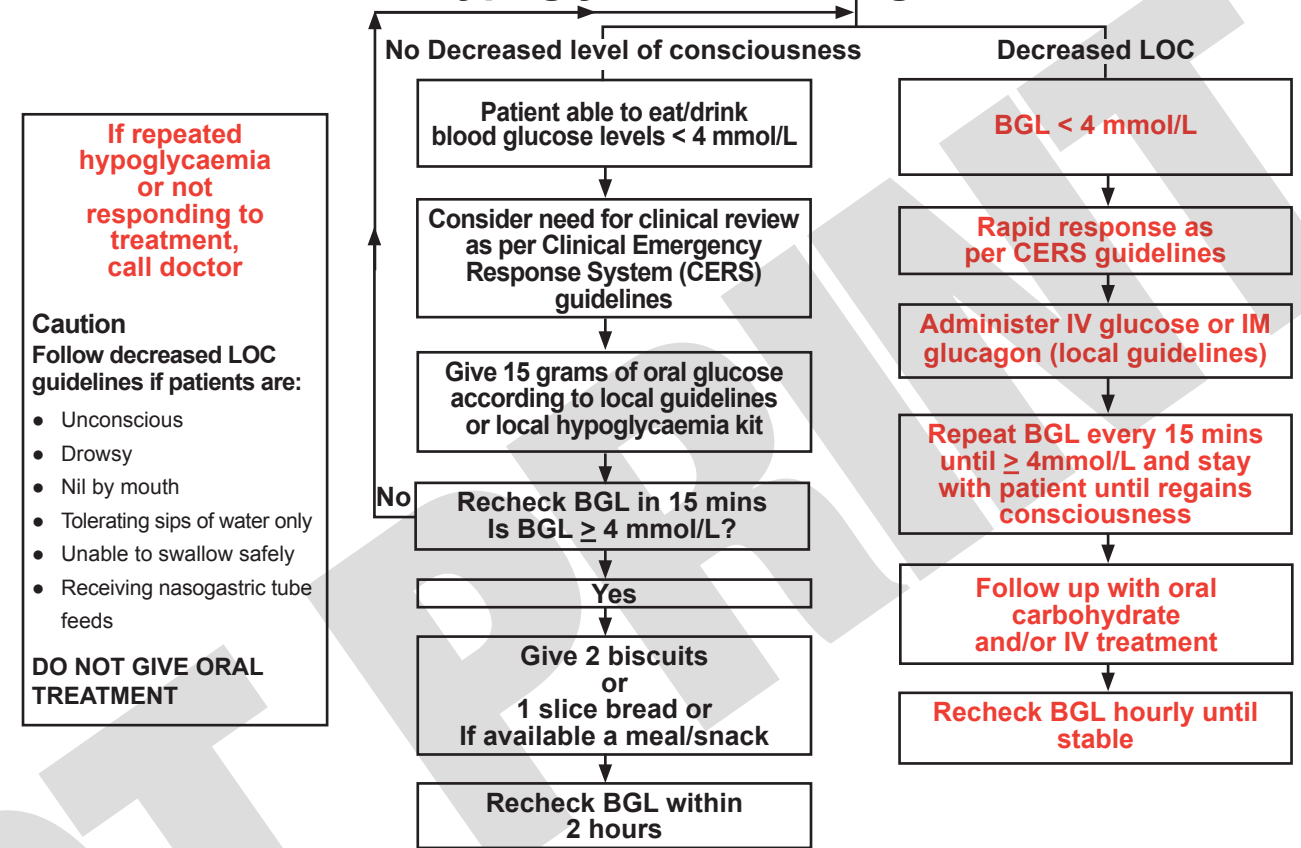 No Decreased level of consciousness
Decreased LOC
If repeated
hypoglycaemia
or not
responding to
treatment,
call doctor
Caution
Follow decreased LOC
guidelines if patients are:
● Unconscious
● Drowsy
● Nil by mouth
● Tolerating sips of water only
● Unable to swallow safely
● Receiving nasogastric tube
feeds
DO NOT GIVE ORAL
TREATMENT
Patient able to eat/drink
blood glucose levels < 4 mmol/L
Consider need for clinical review
as per Clinical Emergency
Response System (CERS)
guidelines
Give 15 grams of oral glucose
according to local guidelines
or local hypoglycaemia kit
No
Recheck BGL in 15 mins
Is BGL ≥ 4 mmol/L?
Yes
Give 2 biscuits
or
1 slice bread or
If available a meal/snack
Recheck BGL within
2 hours
BGL < 4 mmol/L
Rapid response as
per CERS guidelines
Administer IV glucose or IM
glucagon (local guidelines)
Repeat BGL every 15 mins
until ≥ 4mmol/L and stay
with patient until regains
consciousness
Follow up with oral
carbohydrate
and/or IV treatment
Recheck BGL hourly until
stable
PRINT